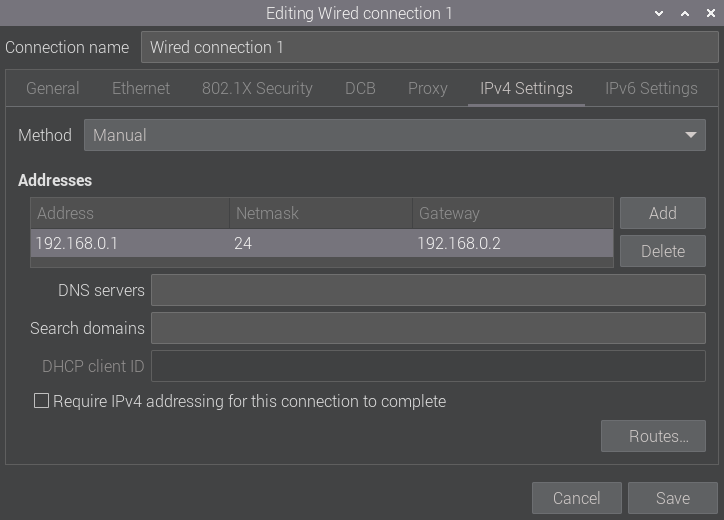 Editing Wired connection 1
Connection name Wired connection 1
General Ethernet 802.1X Security DCB Proxy IPv4 Settings IPv6 Settings
Method Manual
Addresses
Address Netmask Gateway Add
192.168.0.1 24 192.168.0.2 Delete
DNS servers
Search domains
DHCP client ID
Require IPv4 addressing for this connection to complete
Routes...
Cancel Save